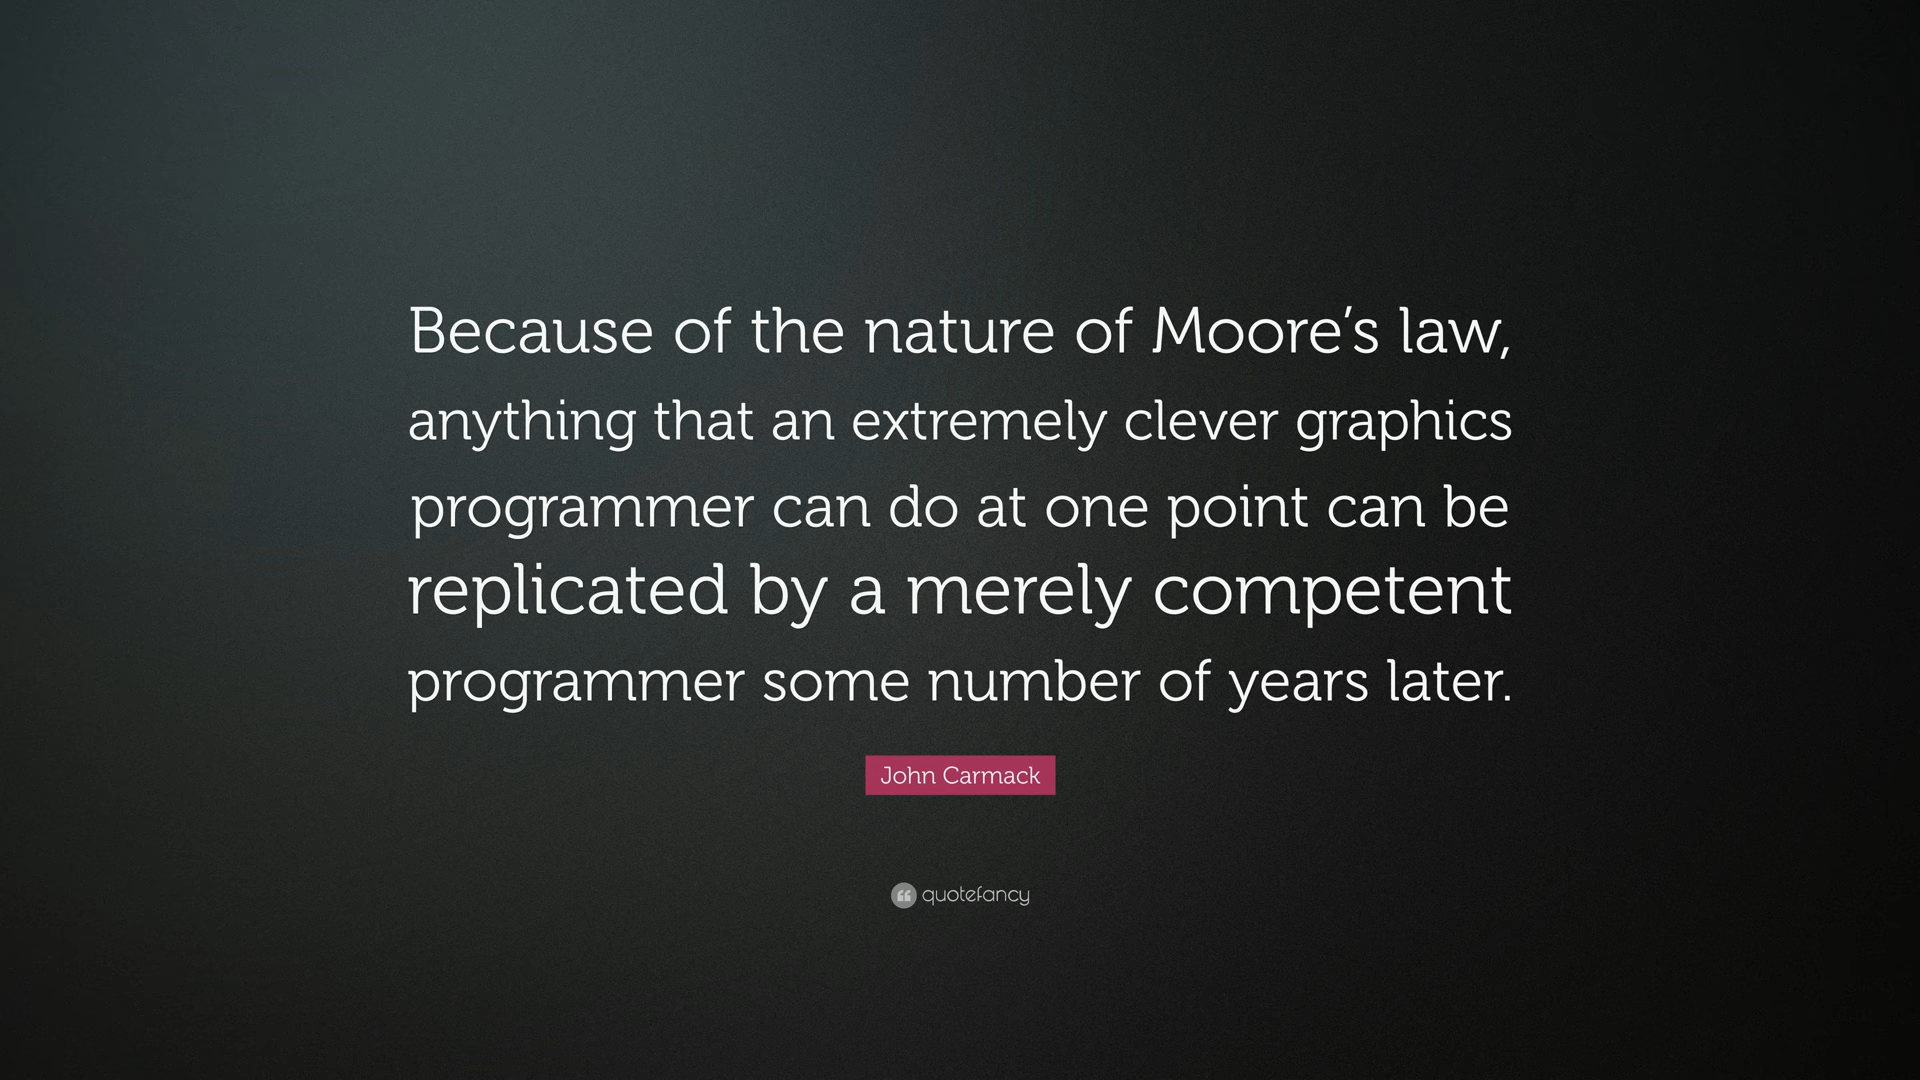 Because of the nature of Moore’s law,
anything that an extremely clever graphics
programmer can do at one point can be
replicated by a merely competent
programmer some number of years later.
John Carmack
quotefancy